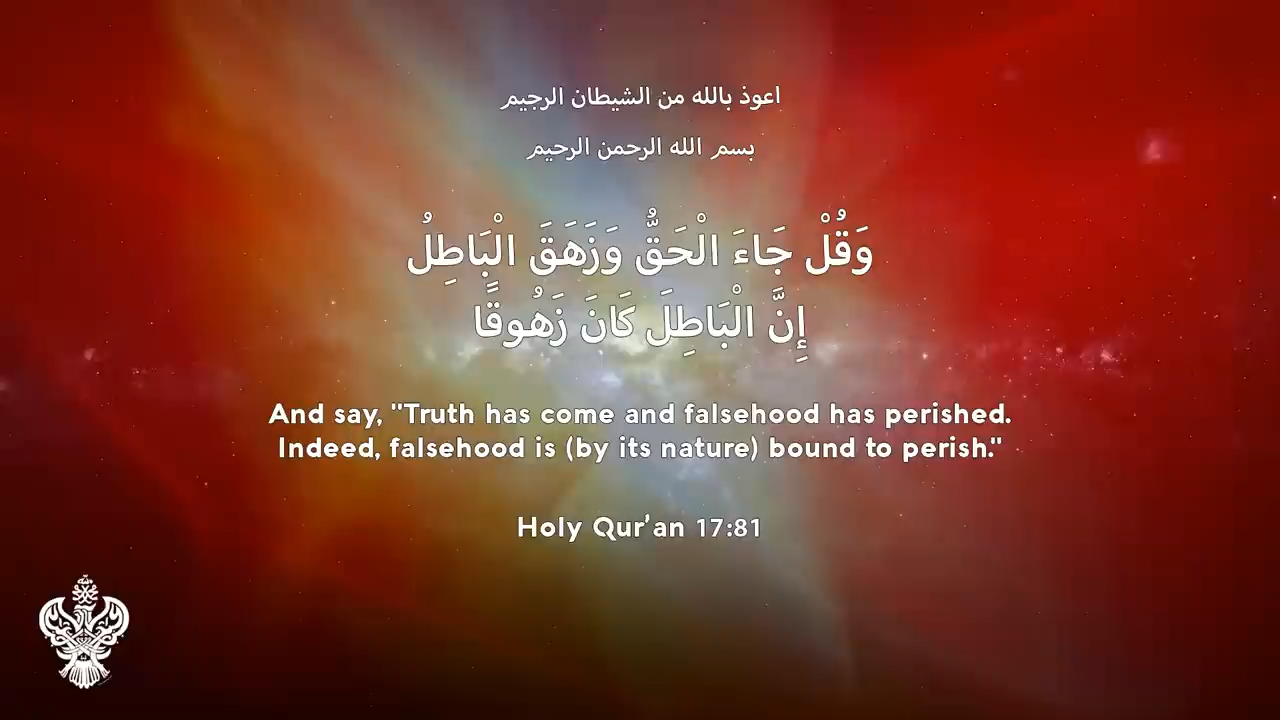 اعوذ بالله من الشيطان الرجيم
بسم الله الرحمن الرحيم
وَقُلْ جَاءَ الْحَقُّ وَزَهَقَ الْبَاطِلُ
إِنَّ الْبَاطِلَ كَانَ زَهُوقًا
And say, "Truth has come and falsehood has perished.
Indeed, falsehood is (by its nature) bound to perish."
Holy Qur'an 17:81